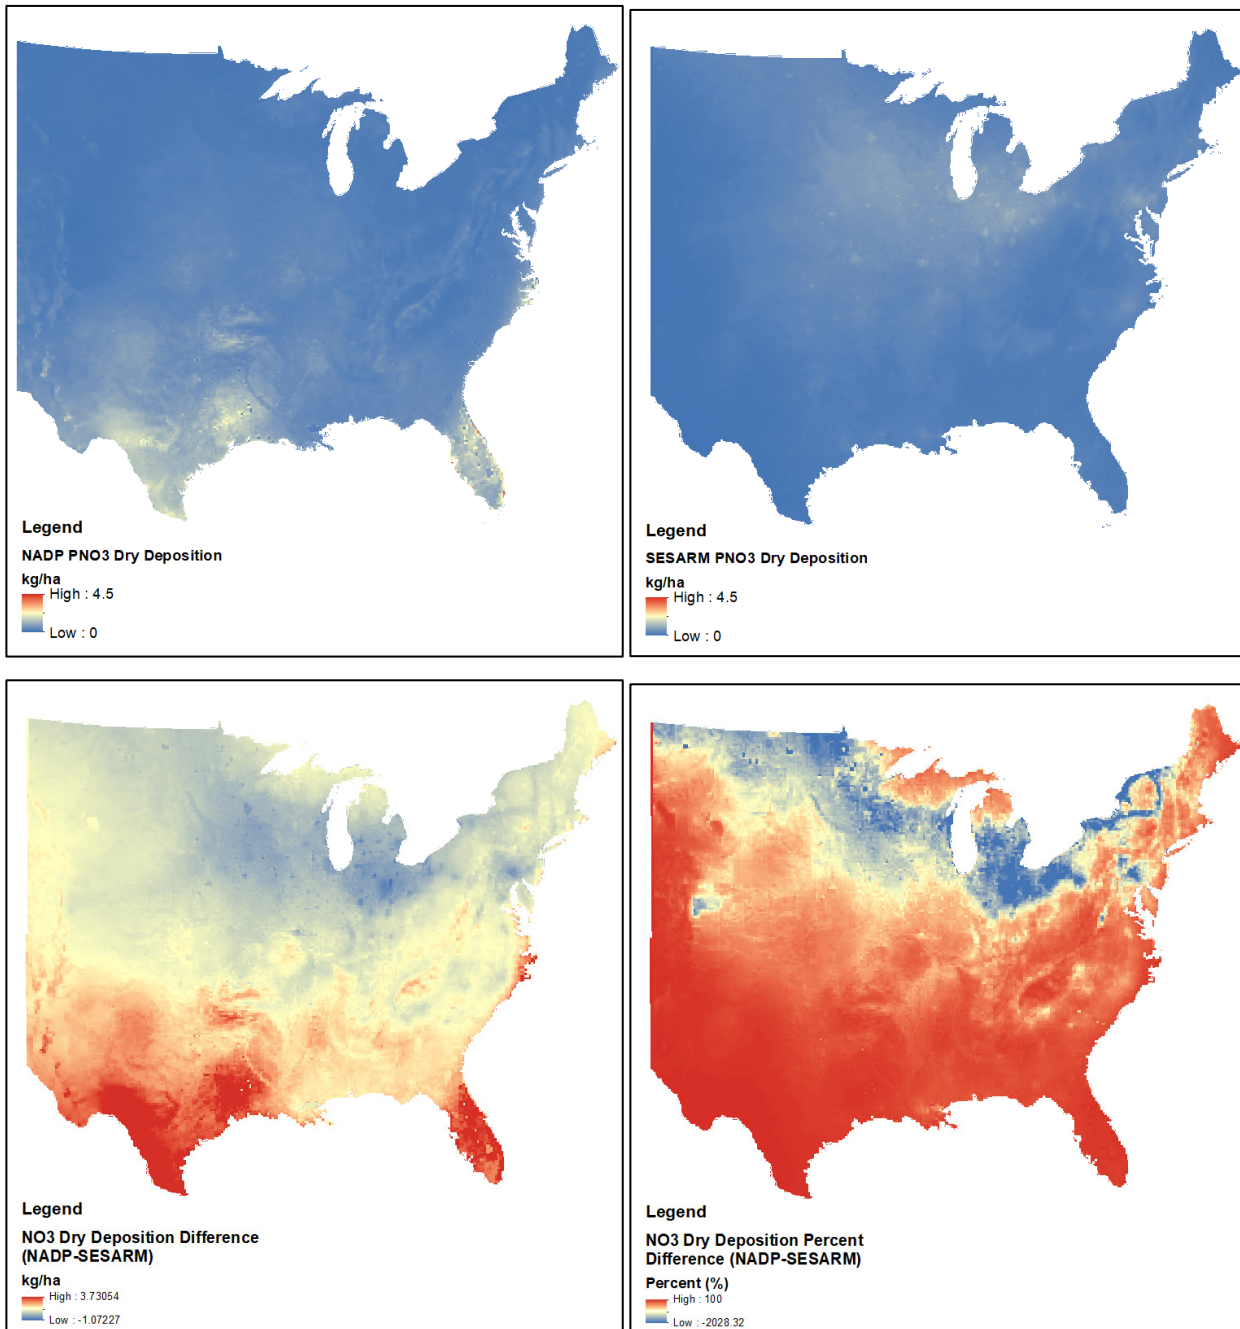 Legend
NADP PNO3 Dry Deposition
kg/ha
High : 4.5
Low : 0
Legend
SESARM PNO3 Dry Deposition
kg/ha
High : 4.5
Low : 0
Legend
NO3 Dry Deposition Difference
(NADP-SESARM)
kg/ha
High : 3.73054
Low : -1.07227
Legend
NO3 Dry Deposition Percent
Difference (NADP-SESARM)
Percent (%)
High : 100
Low : -2028.32